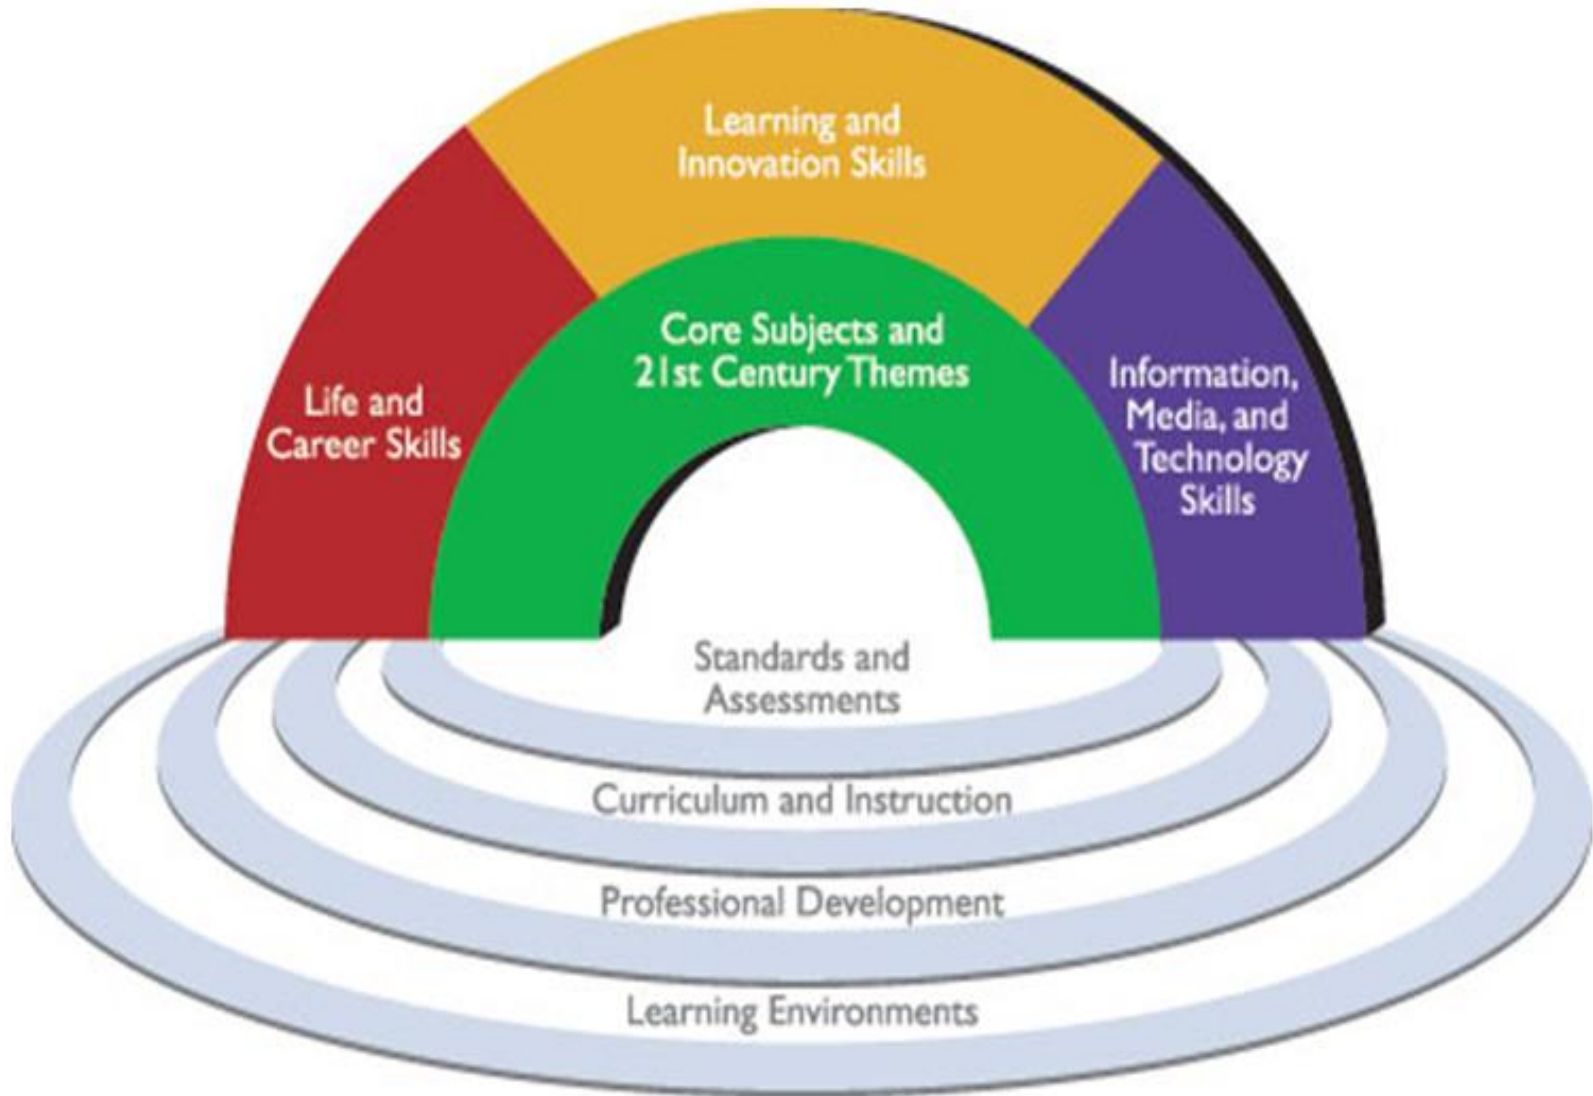 Learning and
Innovation Skills
Core Subjects and
21st Century Themes
Life and
Career Skills
Information,
Media, and
Technology
Skills
Standards and
Assessments
Curriculum and Instruction
Professional Development
Learning Environments